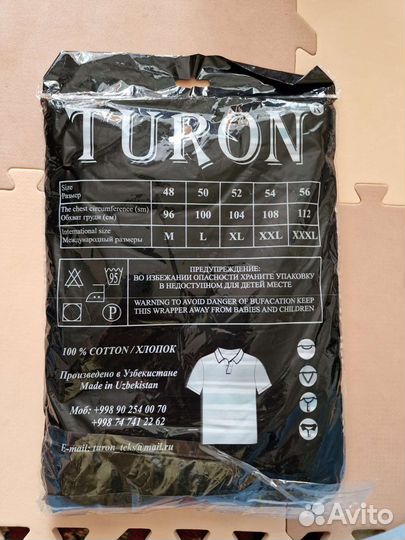 TURON®
Size
Размер 48 50 52 54 56
The chest circumference (sm)
Обхват груди (см) 96 100 104 108 112
International size
Международный размеры M L XL XXL XXXL
95
P
ПРЕДУПРЕЖДЕНИЕ:
ВО ИЗБЕЖАНИИ ОПАСНОСТИ ХРАНИТЕ УПАКОВКУ
В НЕДОСТУПНОМ ДЛЯ ДЕТЕЙ МЕСТЕ
WARNING TO AVOID DANGER OF BUFACATION KEEP
THIS WRAPER AWAY FROM BABIES AND CHILDREN
100 % COTTON / ХЛОПОК
Произведено в Узбекистане
Made in Uzbekistan
Моб: +998 90 254 00 70
+998 74 741 22 62
E-mail: turon_teks@mail.ru
Avito